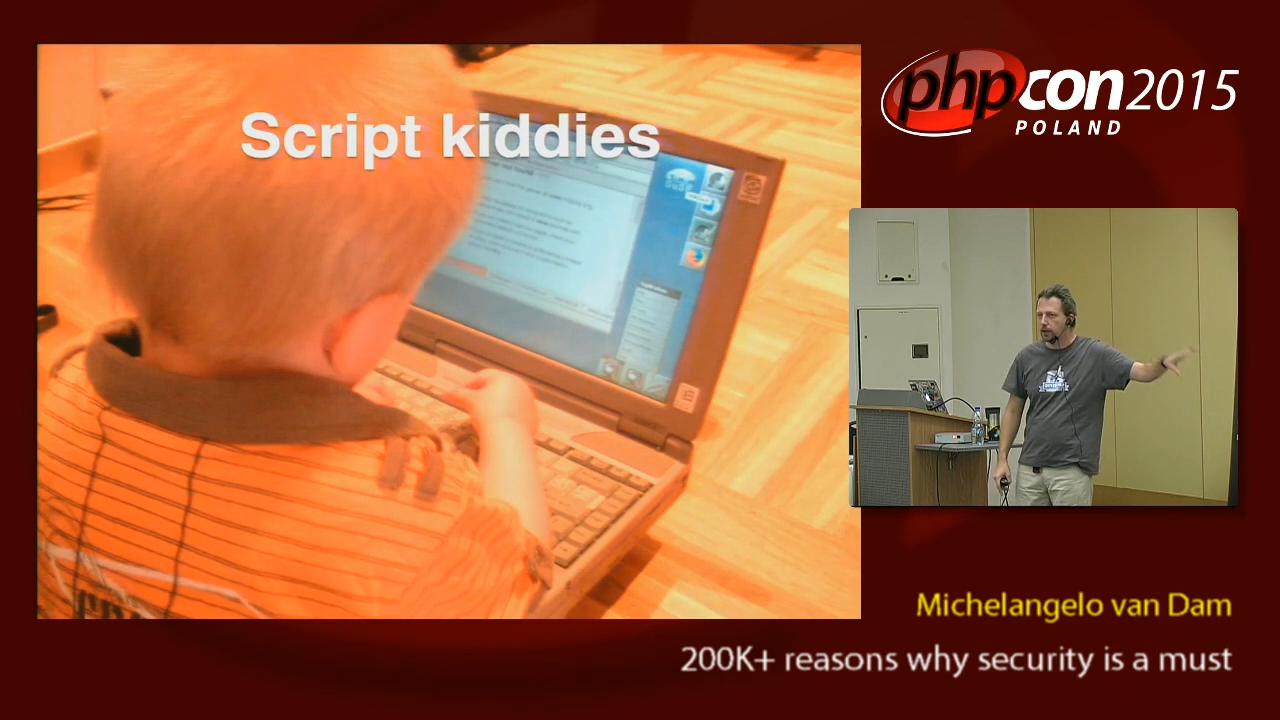 Script kiddies
phpcon2015
POLAND
Michelangelo van Dam
200K+ reasons why security is a must